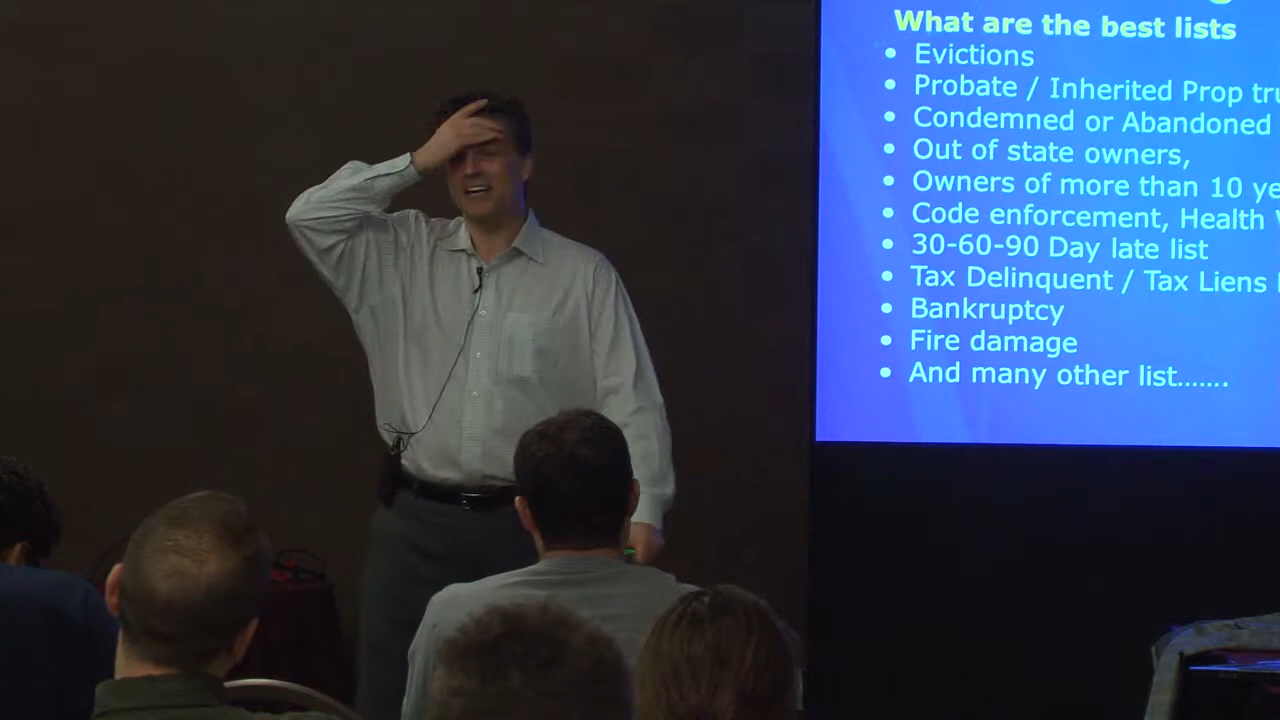 What are the best lists
• Evictions
• Probate / Inherited Prop
• Condemned or Abandoned
• Out of state owners,
• Owners of more than 10
• Code enforcement, Health
• 30-60-90 Day late list
• Tax Delinquent / Tax Liens
• Bankruptcy
• Fire damage
• And many other list.......